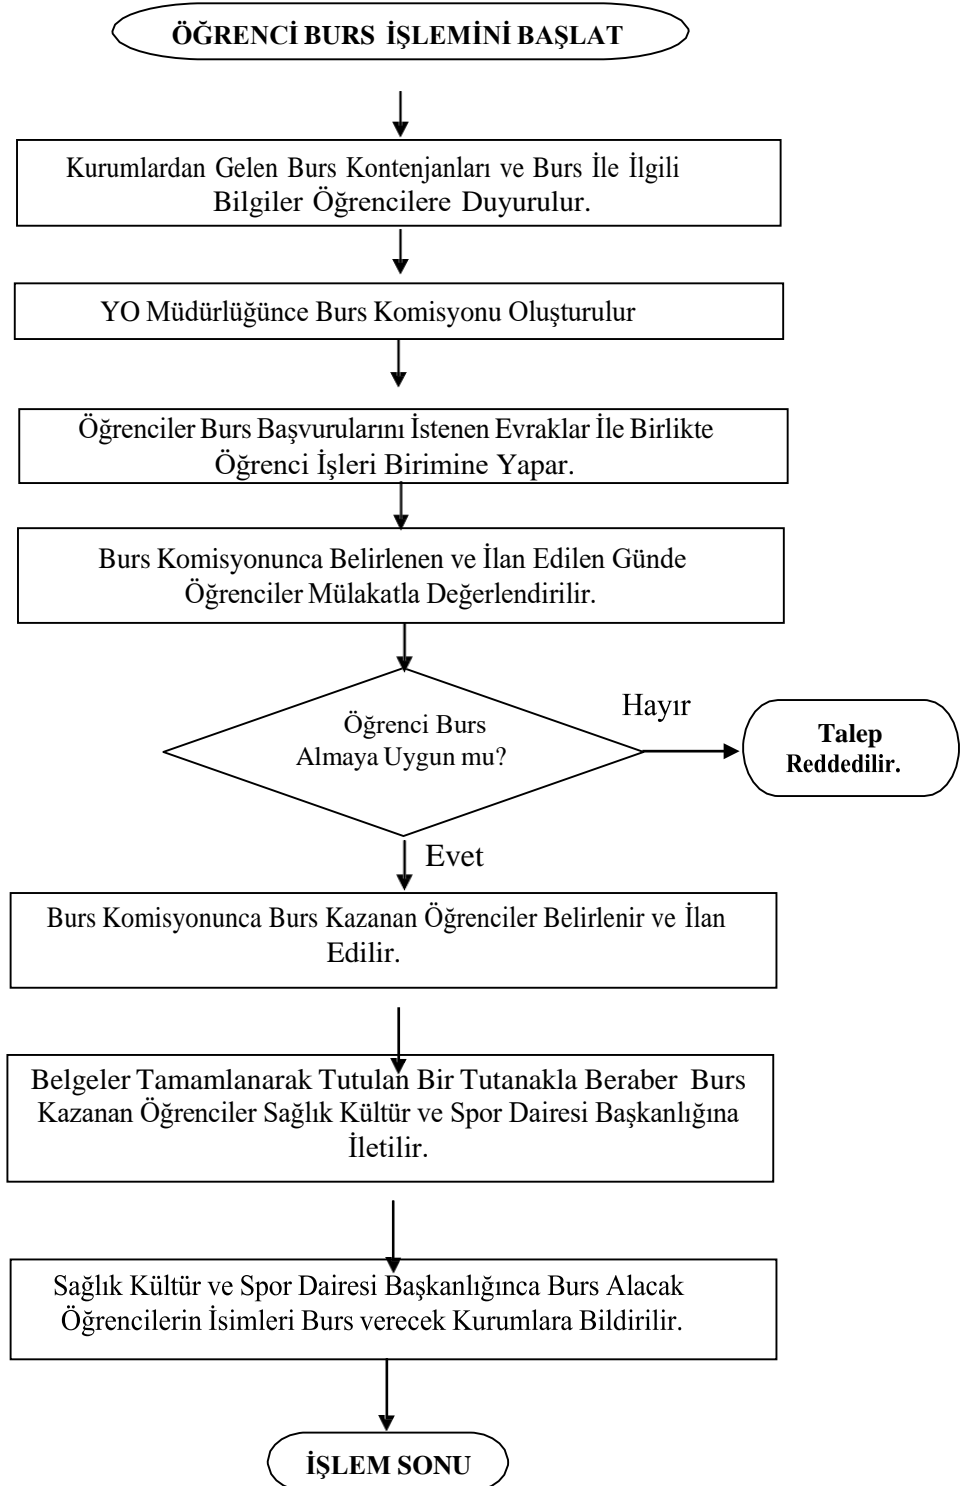 ÖĞRENCİ BURS İŞLEMİNİ BAŞLAT
Kurumlardan Gelen Burs Kontenjanları ve Burs İle İlgili
Bilgiler Öğrencilere Duyurulur.
YO Müdürlüğünce Burs Komisyonu Oluşturulur
Öğrenciler Burs Başvurularını İstenen Evraklar İle Birlikte
Öğrenci İşleri Birimine Yapar.
Burs Komisyonunca Belirlenen ve İlan Edilen Günde
Öğrenciler Mülakatla Değerlendirilir.
Öğrenci Burs
Almaya Uygun mu?
Hayır
Talep
Reddedilir.
Evet
Burs Komisyonunca Burs Kazanan Öğrenciler Belirlenir ve İlan
Edilir.
Belgeler Tamamlanarak Tutulan Bir Tutanakla Beraber Burs
Kazanan Öğrenciler Sağlık Kültür ve Spor Dairesi Başkanlığına
İletilir.
Sağlık Kültür ve Spor Dairesi Başkanlığınca Burs Alacak
Öğrencilerin İsimleri Burs verecek Kurumlara Bildirilir.
İŞLEM SONU